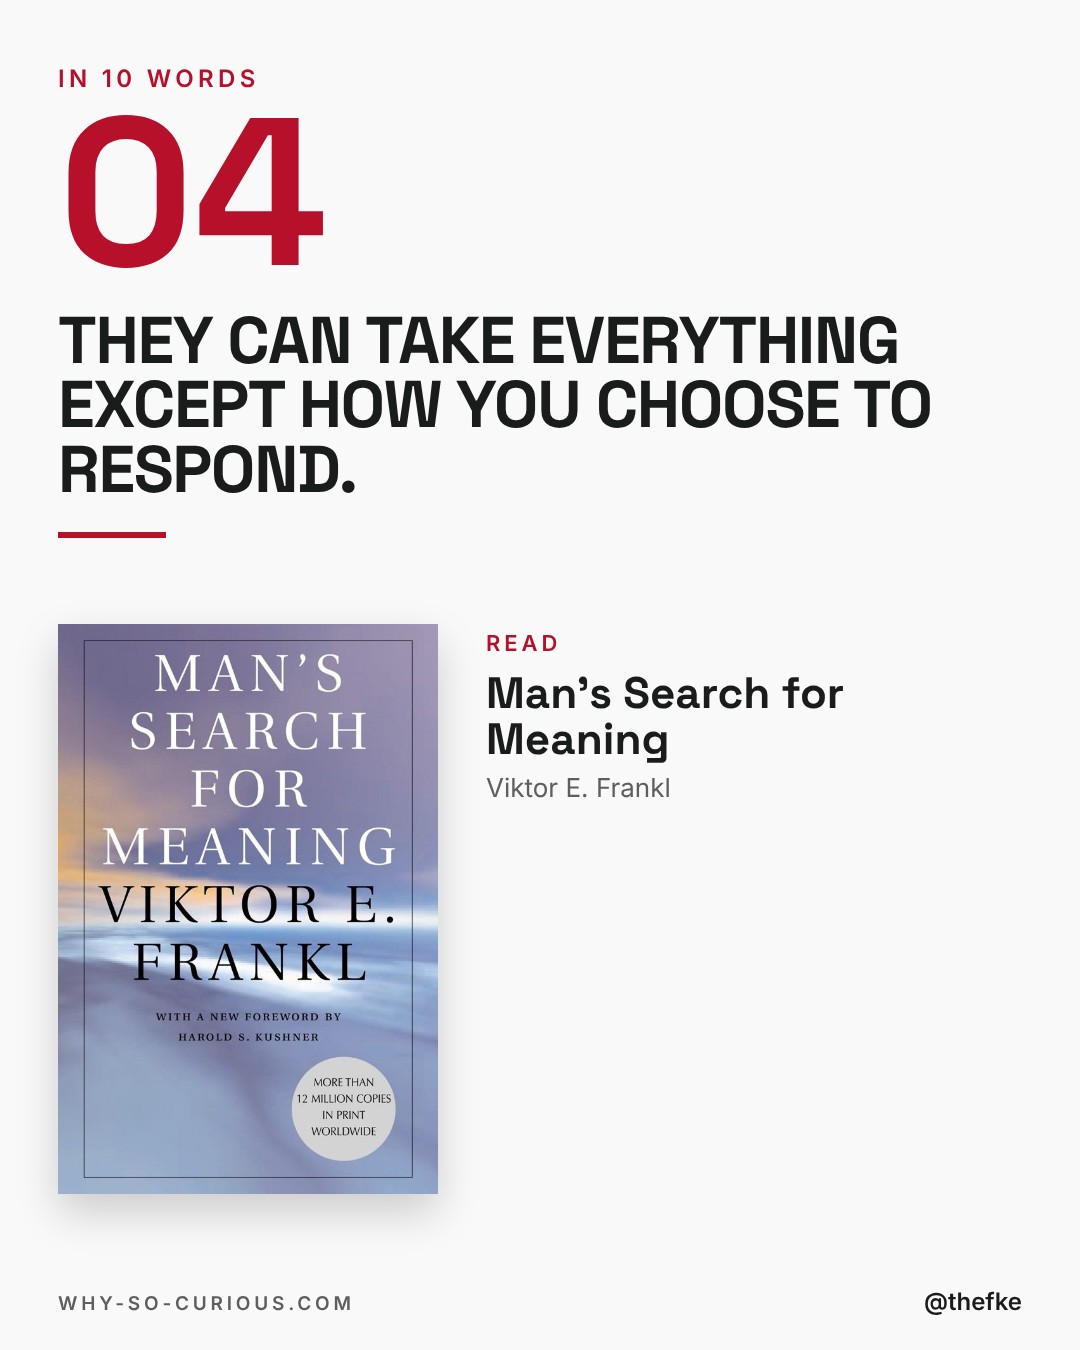 IN 10 WORDS
04
THEY CAN TAKE EVERYTHING
EXCEPT HOW YOU CHOOSE TO
RESPOND.
MAN’S
SEARCH
FOR
MEANING
VIKTOR E.
FRANKL
WITH A NEW FOREWORD BY
HAROLD S. KUSHNER
MORE THAN
12 MILLION COPIES
IN PRINT
WORLDWIDE
READ
Man’s Search for
Meaning
Viktor E. Frankl
WHY-SO-CURIOUS.COM
@thefke